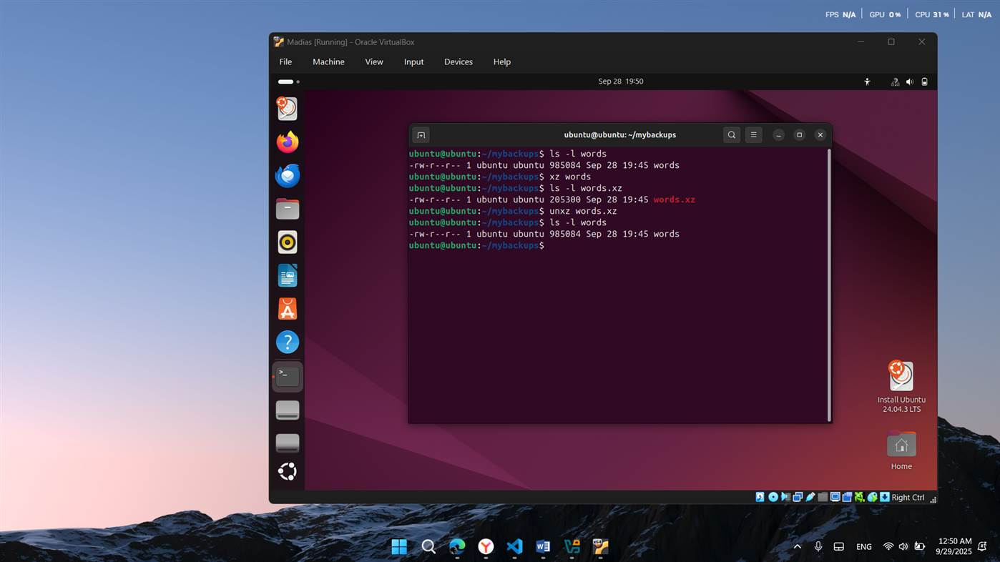 FPS N/A GPU 0% CPU 31% LAT N/A
Madias [Running] - Oracle VirtualBox
File Machine View Input Devices Help
Sep 28 19:50
ubuntu@ubuntu: ~/mybackups
ubuntu@ubuntu:~/mybackups$ ls -l words
-rw-r--r-- 1 ubuntu ubuntu 985084 Sep 28 19:45 words
ubuntu@ubuntu:~/mybackups$ xz words
ubuntu@ubuntu:~/mybackups$ ls -l words.xz
-rw-r--r-- 1 ubuntu ubuntu 205300 Sep 28 19:45 words.xz
ubuntu@ubuntu:~/mybackups$ unxz words.xz
ubuntu@ubuntu:~/mybackups$ ls -l words
-rw-r--r-- 1 ubuntu ubuntu 985084 Sep 28 19:45 words
ubuntu@ubuntu:~/mybackups$
Install Ubuntu
24.04.3 LTS
Home
Right Ctrl
ENG
12:50 AM
9/29/2025